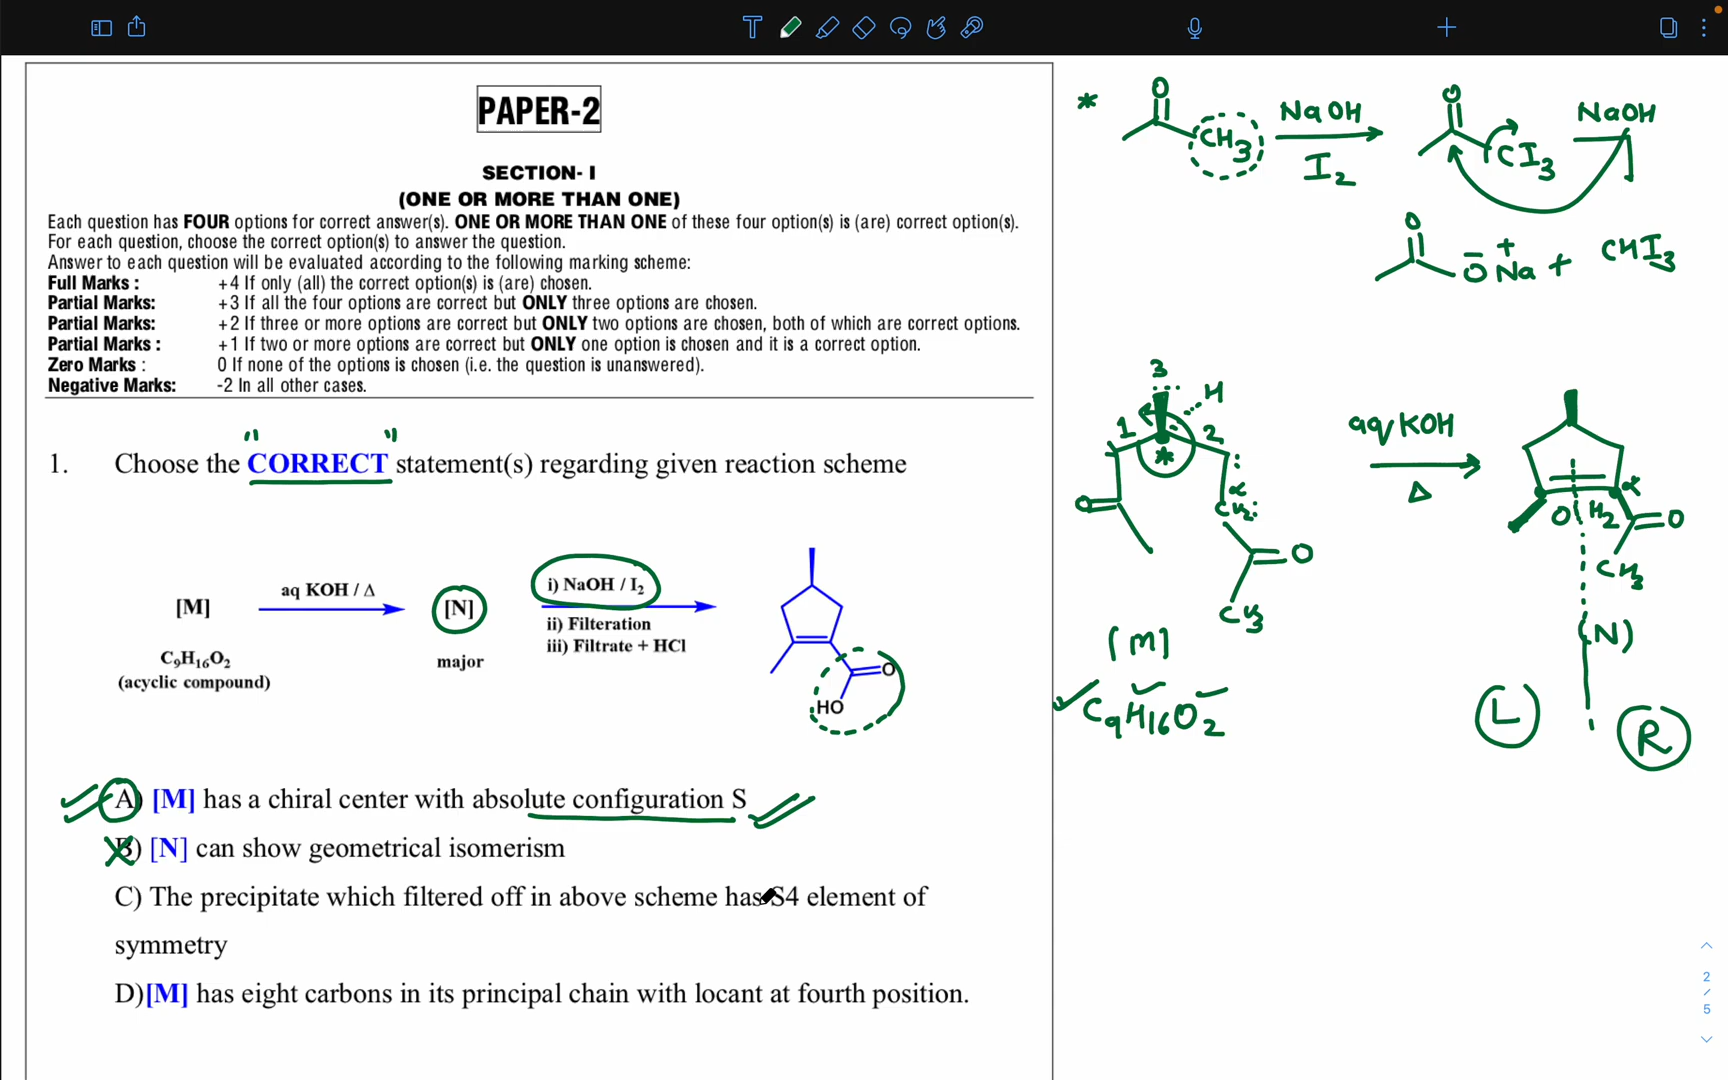 PAPER-2
SECTION- I
(ONE OR MORE THAN ONE)
Each question has FOUR options for correct answer(s). ONE OR MORE THAN ONE of these four option(s) is (are) correct option(s).
For each question, choose the correct option(s) to answer the question.
Answer to each question will be evaluated according to the following marking scheme:
Full Marks : +4 If only (all) the correct option(s) is (are) chosen.
Partial Marks: +3 If all the four options are correct but ONLY three options are chosen.
Partial Marks: +2 If three or more options are correct but ONLY two options are chosen, both of which are correct options.
Partial Marks : +1 If two or more options are correct but ONLY one option is chosen and it is a correct option.
Zero Marks : 0 If none of the options is chosen (i.e. the question is unanswered).
Negative Marks: -2 In all other cases.
1. Choose the "CORRECT" statement(s) regarding given reaction scheme
[M]
C₉H₁₆O₂
(acyclic compound)
aq KOH / Δ
[N]
major
i) NaOH / I₂
ii) Filteration
iii) Filtrate + HCl
O
HO
A) [M] has a chiral center with absolute configuration S
B) [N] can show geometrical isomerism
C) The precipitate which filtered off in above scheme has S4 element of
symmetry
D)[M] has eight carbons in its principal chain with locant at fourth position.
* O CH₃ NaOH I₂ O CI₃ NaOH
O O⁻ Na⁺ + CHI₃
3
H
1 2
*
O α
CH₂
O
CH₃
[M]
C₉H₁₆O₂
aq KOH
Δ
α
O H₂ O
CH₃
(N)
L R
2
/
5